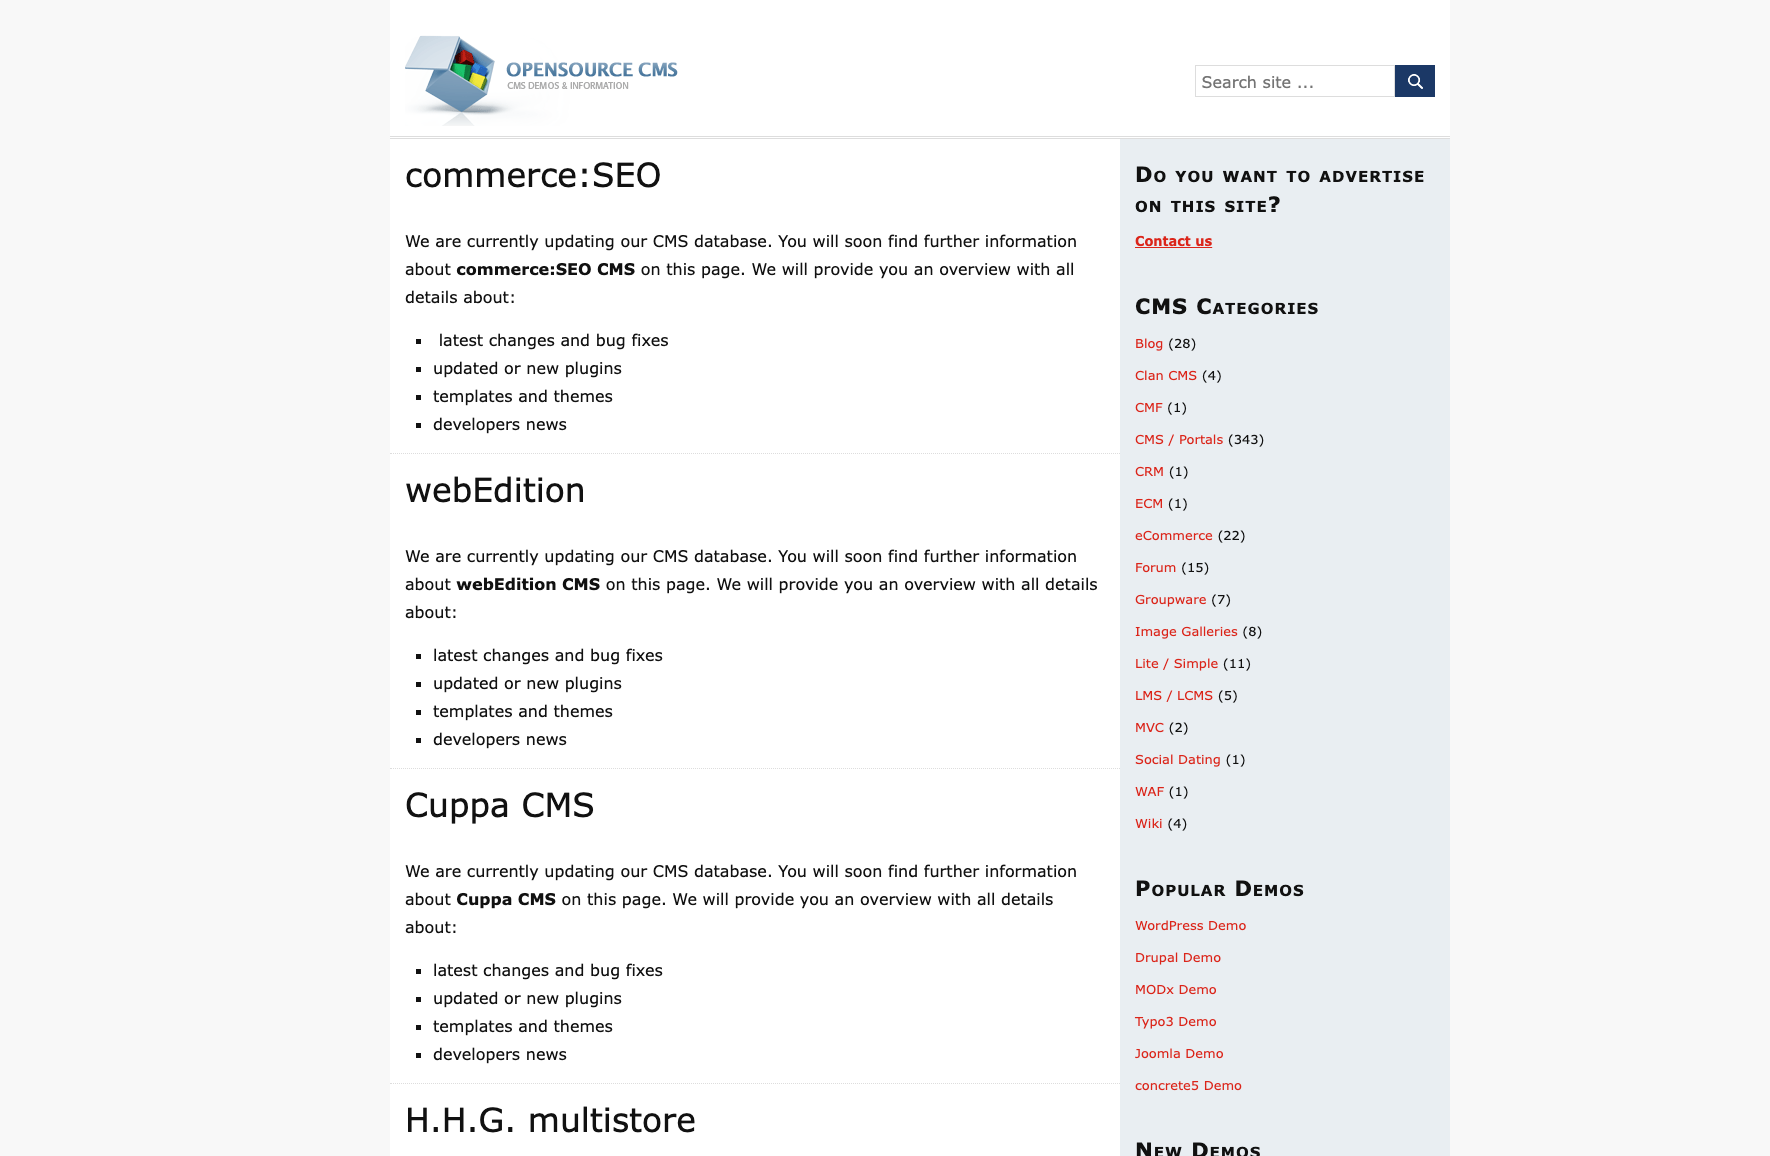 OPENSOURCE CMS
CMS DEMOS & INFORMATION
Search site ...
commerce:SEO
We are currently updating our CMS database. You will soon find further information
about commerce:SEO CMS on this page. We will provide you an overview with all
details about:
latest changes and bug fixes
updated or new plugins
templates and themes
developers news
webEdition
We are currently updating our CMS database. You will soon find further information
about webEdition CMS on this page. We will provide you an overview with all details
about:
latest changes and bug fixes
updated or new plugins
templates and themes
developers news
Cuppa CMS
We are currently updating our CMS database. You will soon find further information
about Cuppa CMS on this page. We will provide you an overview with all details
about:
latest changes and bug fixes
updated or new plugins
templates and themes
developers news
H.H.G. multistore
Do you want to advertise
on this site?
Contact us
CMS Categories
Blog (28)
Clan CMS (4)
CMF (1)
CMS / Portals (343)
CRM (1)
ECM (1)
eCommerce (22)
Forum (15)
Groupware (7)
Image Galleries (8)
Lite / Simple (11)
LMS / LCMS (5)
MVC (2)
Social Dating (1)
WAF (1)
Wiki (4)
Popular Demos
WordPress Demo
Drupal Demo
MODx Demo
Typo3 Demo
Joomla Demo
concrete5 Demo
New Demos